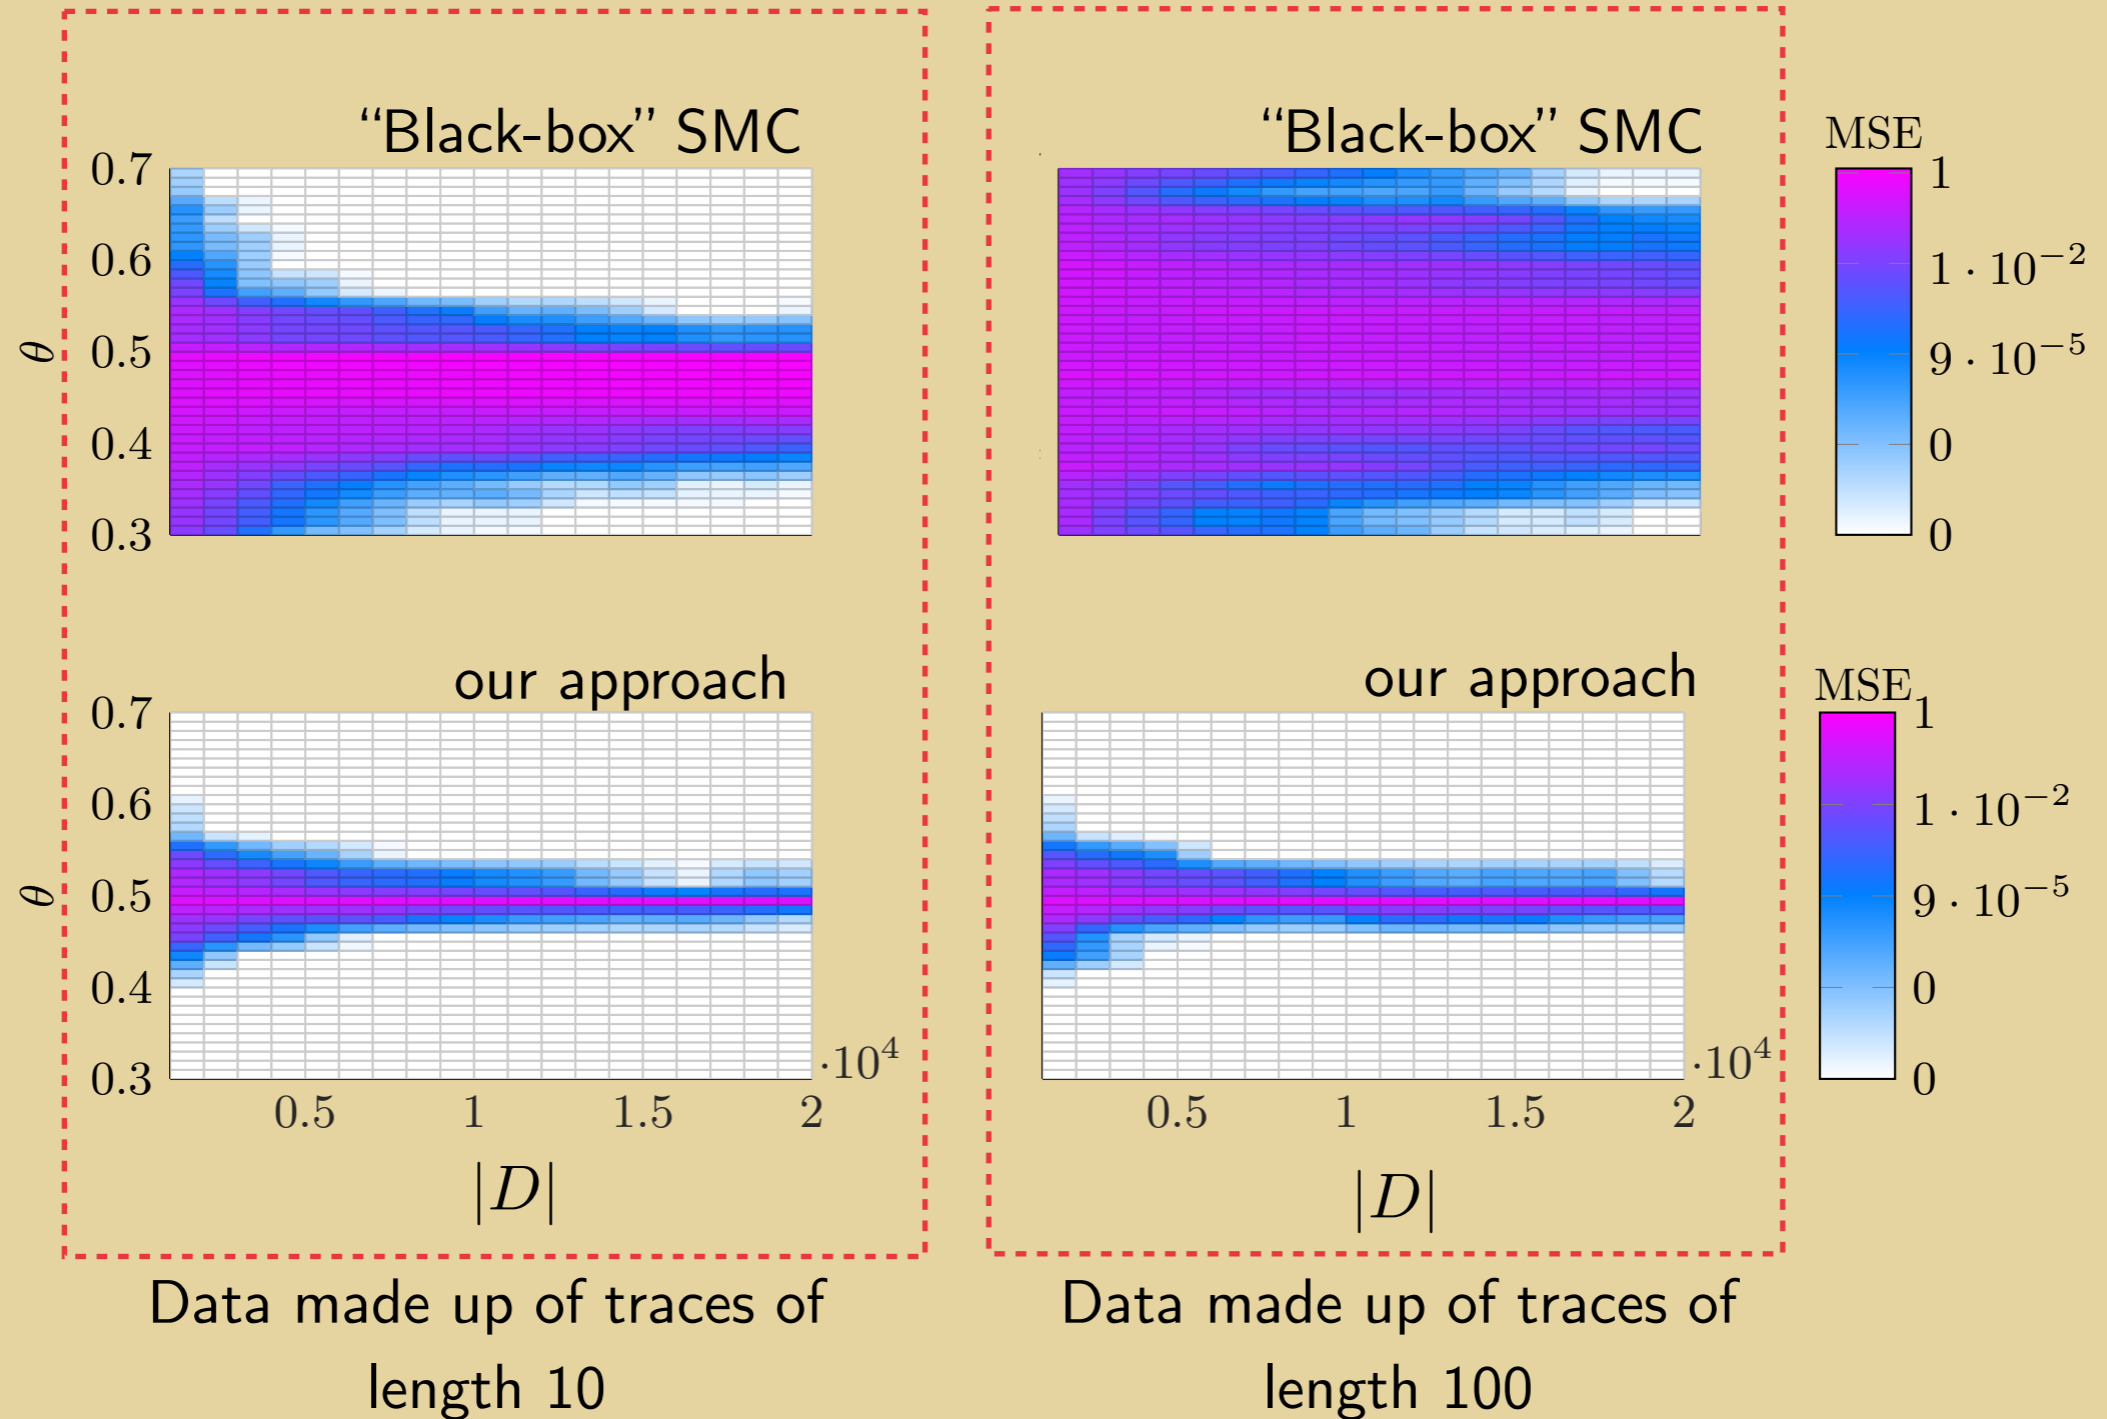 “Black-box” SMC
0.7
0.6
0.5
0.4
0.3
θ
“Black-box” SMC
MSE
1
1 · 10⁻²
9 · 10⁻⁵
0
0
our approach
0.7
0.6
0.5
0.4
0.3
θ
·10⁴
0.5 1 1.5 2
|D|
our approach
·10⁴
0.5 1 1.5 2
|D|
MSE
1
1 · 10⁻²
9 · 10⁻⁵
0
0
Data made up of traces of
length 10
Data made up of traces of
length 100